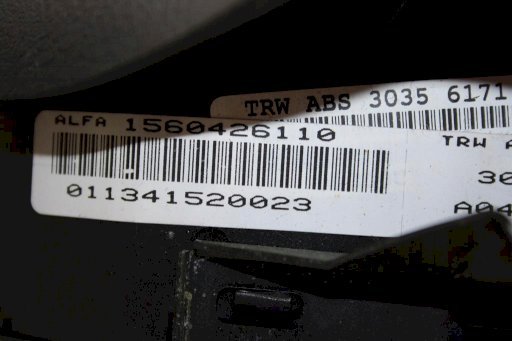 TRW ABS 3035 6171
ALFA 1560426110
011341520023
TRW
30
A04